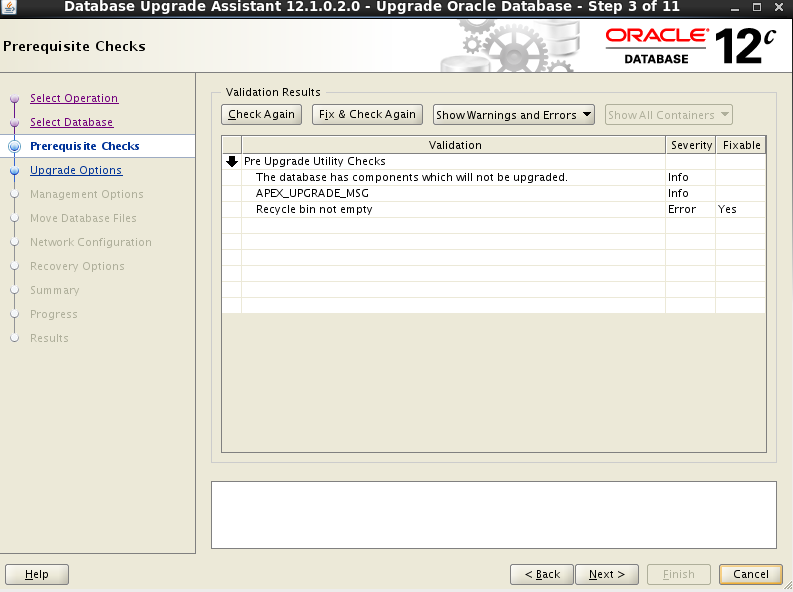 Database Upgrade Assistant 12.1.0.2.0 - Upgrade Oracle Database - Step 3 of 11
Prerequisite Checks
ORACLE®
DATABASE
12c
Select Operation
Select Database
Prerequisite Checks
Upgrade Options
Management Options
Move Database Files
Network Configuration
Recovery Options
Summary
Progress
Results
Validation Results
Check Again Fix & Check Again Show Warnings and Errors Show All Containers
Validation Severity Fixable
Pre Upgrade Utility Checks
The database has components which will not be upgraded. Info
APEX_UPGRADE_MSG Info
Recycle bin not empty Error Yes
Help < Back Next > Finish Cancel